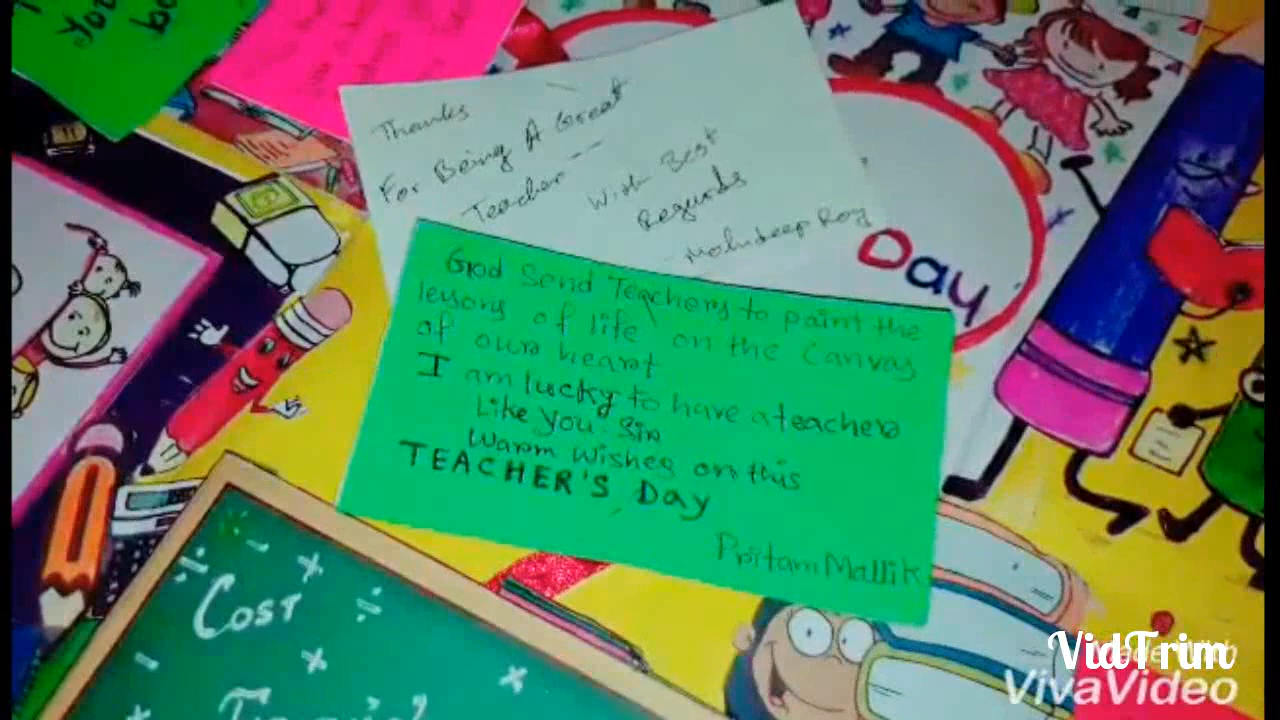 Thanks
For Being A Great
Teacher --
With Best
Regards
God Send Teachers to paint the
lessons of life on the Canvas
of our heart
I am lucky to have a teacher
Like You Sir
Warm Wishes on this
TEACHER'S DAY
Pritam Mallik
Day
COST
VidTrim
Made With
VivaVideo